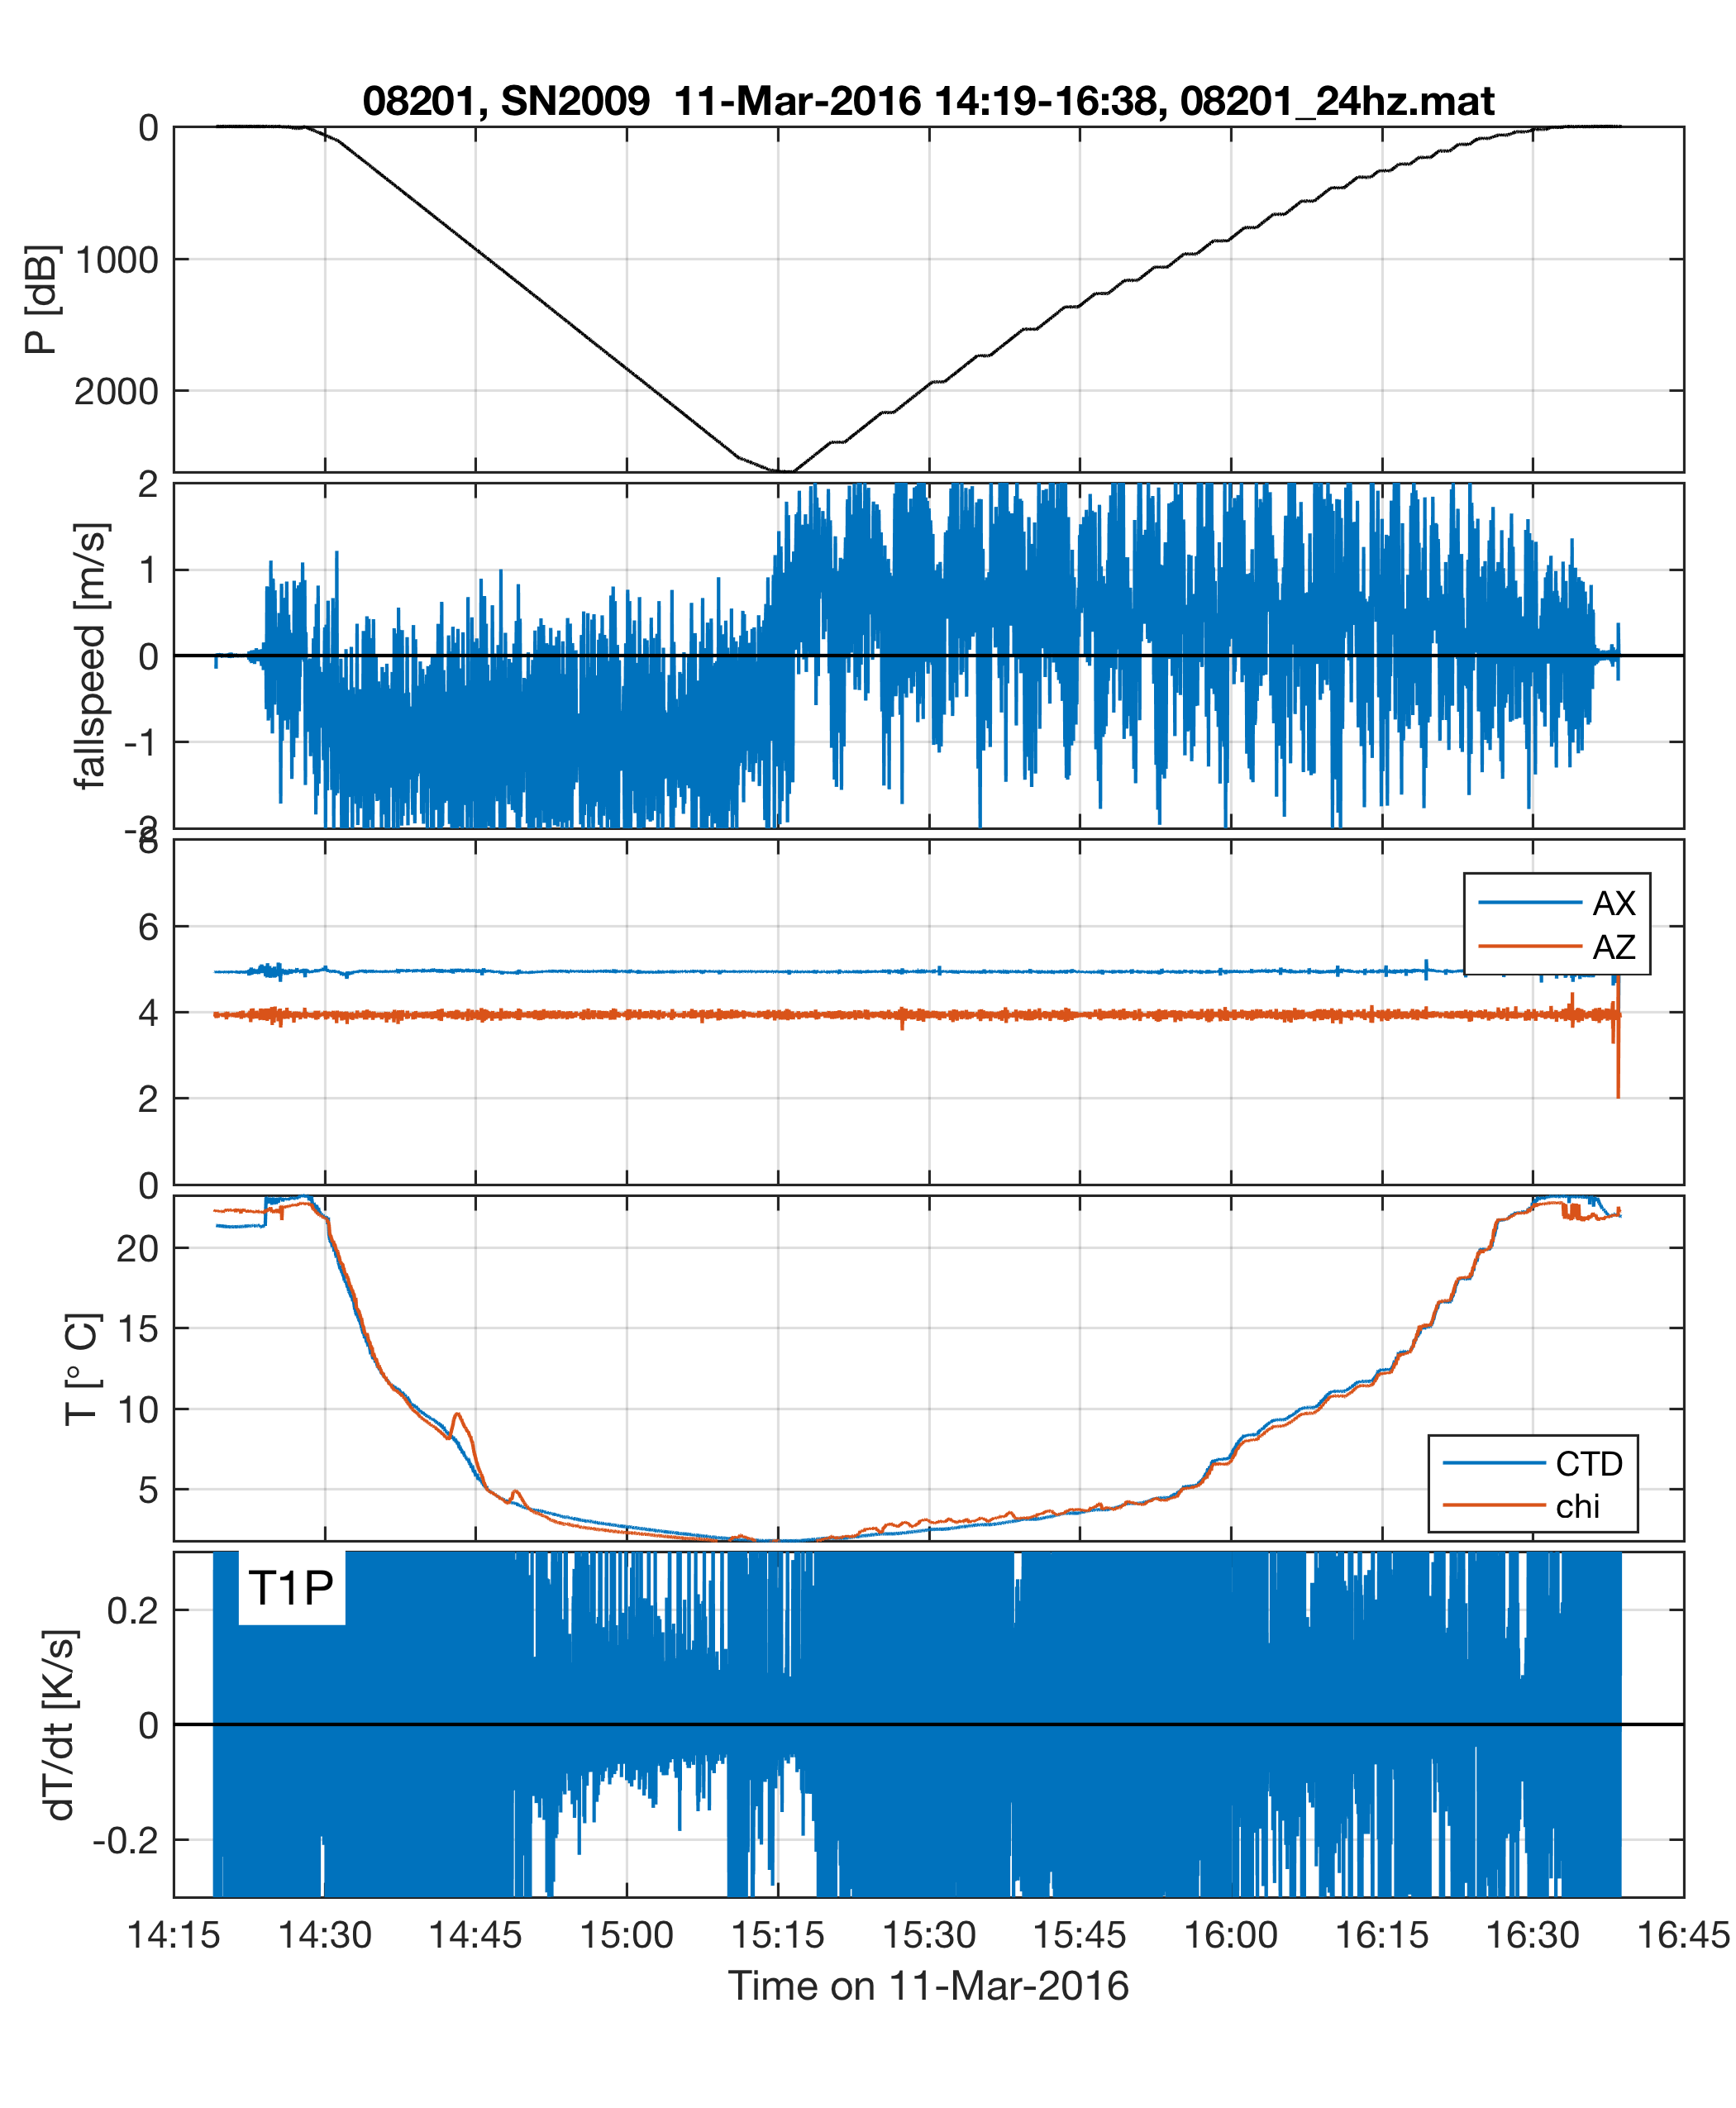 08201, SN2009  11-Mar-2016 14:19-16:38, 08201_24hz.mat
0
1000
2000
P [dB]
2
1
0
-1
-2
fallspeed [m/s]
8
6
4
2
0
AX
AZ
20
15
10
5
T [° C]
CTD
chi
T1P
0.2
0
-0.2
dT/dt [K/s]
14:15 14:30 14:45 15:00 15:15 15:30 15:45 16:00 16:15 16:30 16:45
Time on 11-Mar-2016